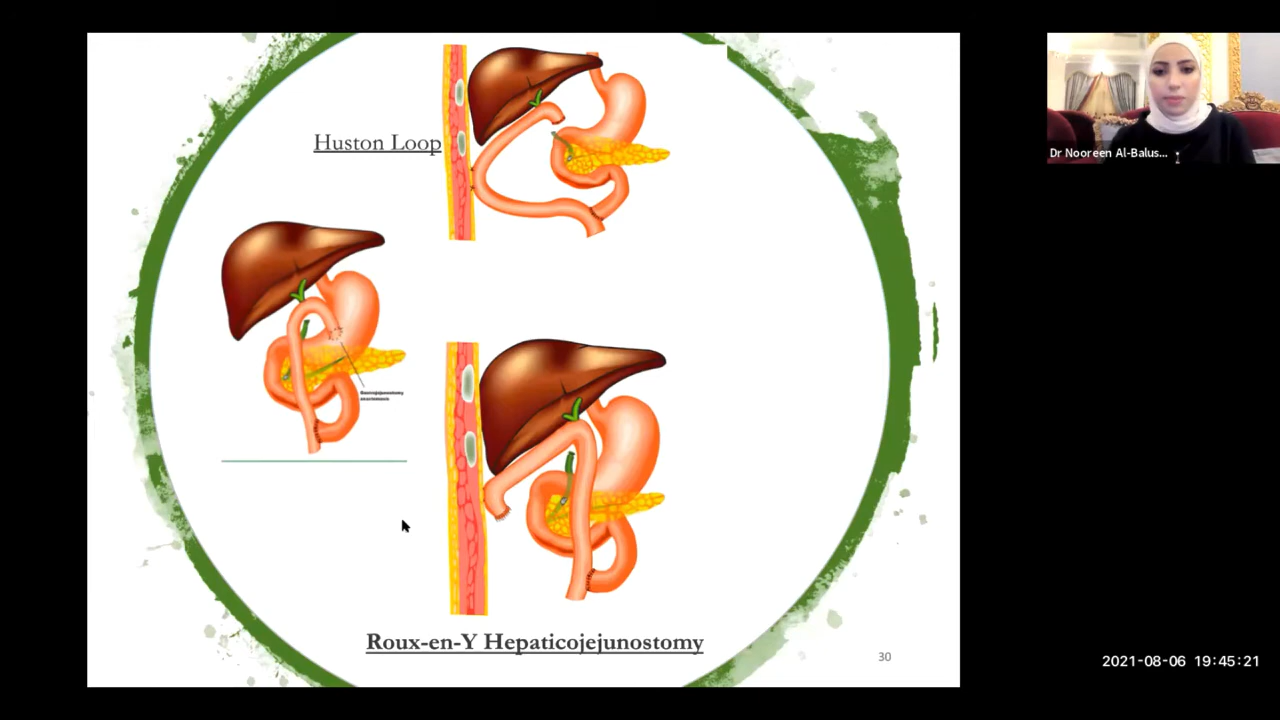 Huston Loop
Roux-en-Y Hepaticojejunostomy
30
Dr Nooreen Al-Balus...
2021-08-06 19:45:21